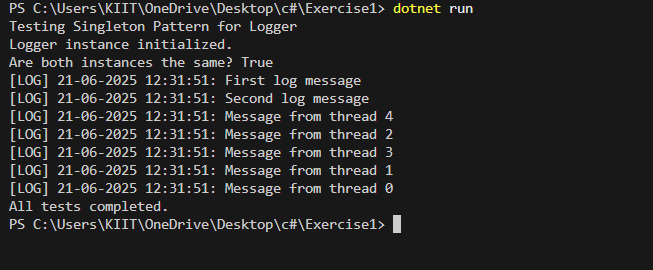 PS C:\Users\KIIT\OneDrive\Desktop\c#\Exercise1> dotnet run
Testing Singleton Pattern for Logger
Logger instance initialized.
Are both instances the same? True
[LOG] 21-06-2025 12:31:51: First log message
[LOG] 21-06-2025 12:31:51: Second log message
[LOG] 21-06-2025 12:31:51: Message from thread 4
[LOG] 21-06-2025 12:31:51: Message from thread 2
[LOG] 21-06-2025 12:31:51: Message from thread 3
[LOG] 21-06-2025 12:31:51: Message from thread 1
[LOG] 21-06-2025 12:31:51: Message from thread 0
All tests completed.
PS C:\Users\KIIT\OneDrive\Desktop\c#\Exercise1>